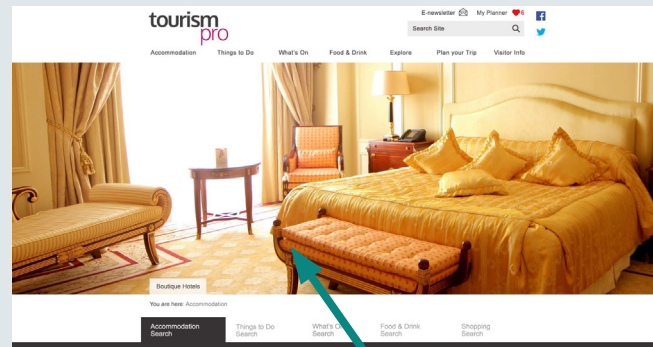 tourism
pro
E-newsletter My Planner 6
Search Site
Accommodation Things to Do What's On Food & Drink Explore Plan your Trip Visitor Info
Boutique Hotels
You are here: Accommodation
Accommodation Search
Things to Do Search
What's On Search
Food & Drink Search
Shopping Search